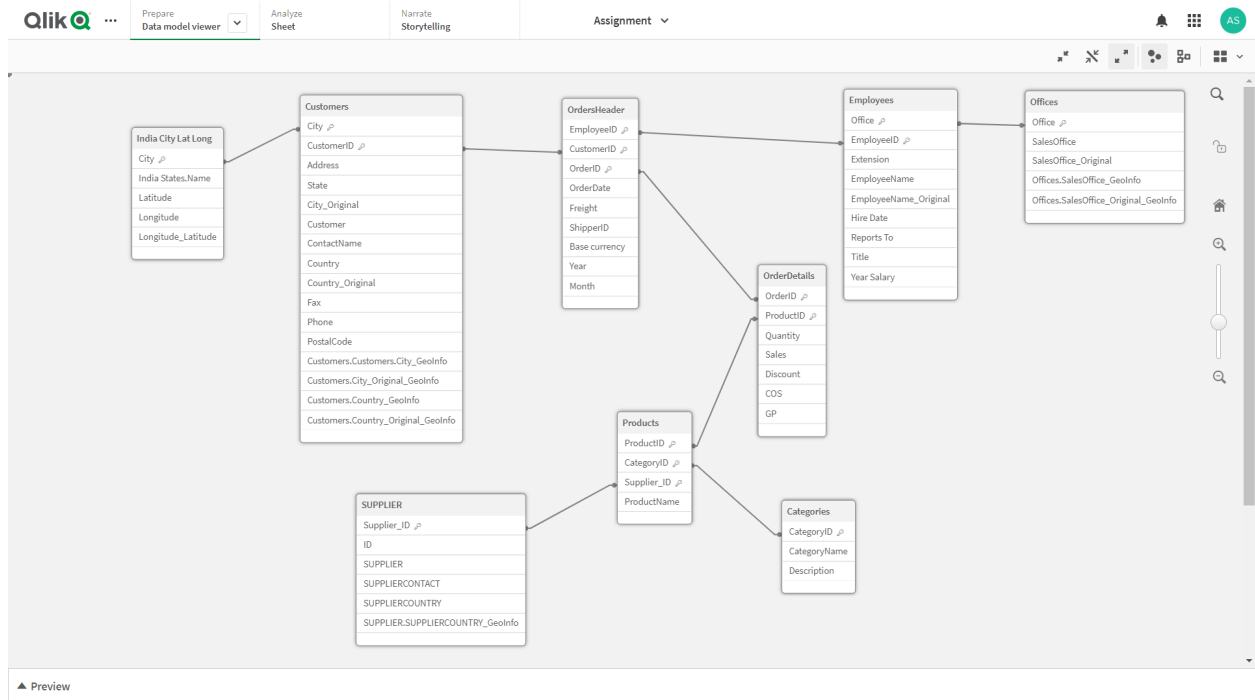 Qlik
Prepare
Data model viewer
Analyze
Sheet
Narrate
Storytelling
Assignment
AS
India City Lat Long
City
India States.Name
Latitude
Longitude
Longitude_Latitude
Customers
City
CustomerID
Address
State
City_Original
Customer
ContactName
Country
Country_Original
Fax
Phone
PostalCode
Customers.Customers.City_GeoInfo
Customers.City_Original_GeoInfo
Customers.Country_GeoInfo
Customers.Country_Original_GeoInfo
OrdersHeader
EmployeeID
CustomerID
OrderID
OrderDate
Freight
ShipperID
Base currency
Year
Month
Employees
Office
EmployeeID
Extension
EmployeeName
EmployeeName_Original
Hire Date
Reports To
Title
Year Salary
Offices
Office
SalesOffice
SalesOffice_Original
Offices.SalesOffice_GeoInfo
Offices.SalesOffice_Original_GeoInfo
OrderDetails
OrderID
ProductID
Quantity
Sales
Discount
COS
GP
Products
ProductID
CategoryID
Supplier_ID
ProductName
SUPPLIER
Supplier_ID
ID
SUPPLIER
SUPPLIERCONTACT
SUPPLIERCOUNTRY
SUPPLIER.SUPPLIERCOUNTRY_GeoInfo
Categories
CategoryID
CategoryName
Description
Preview